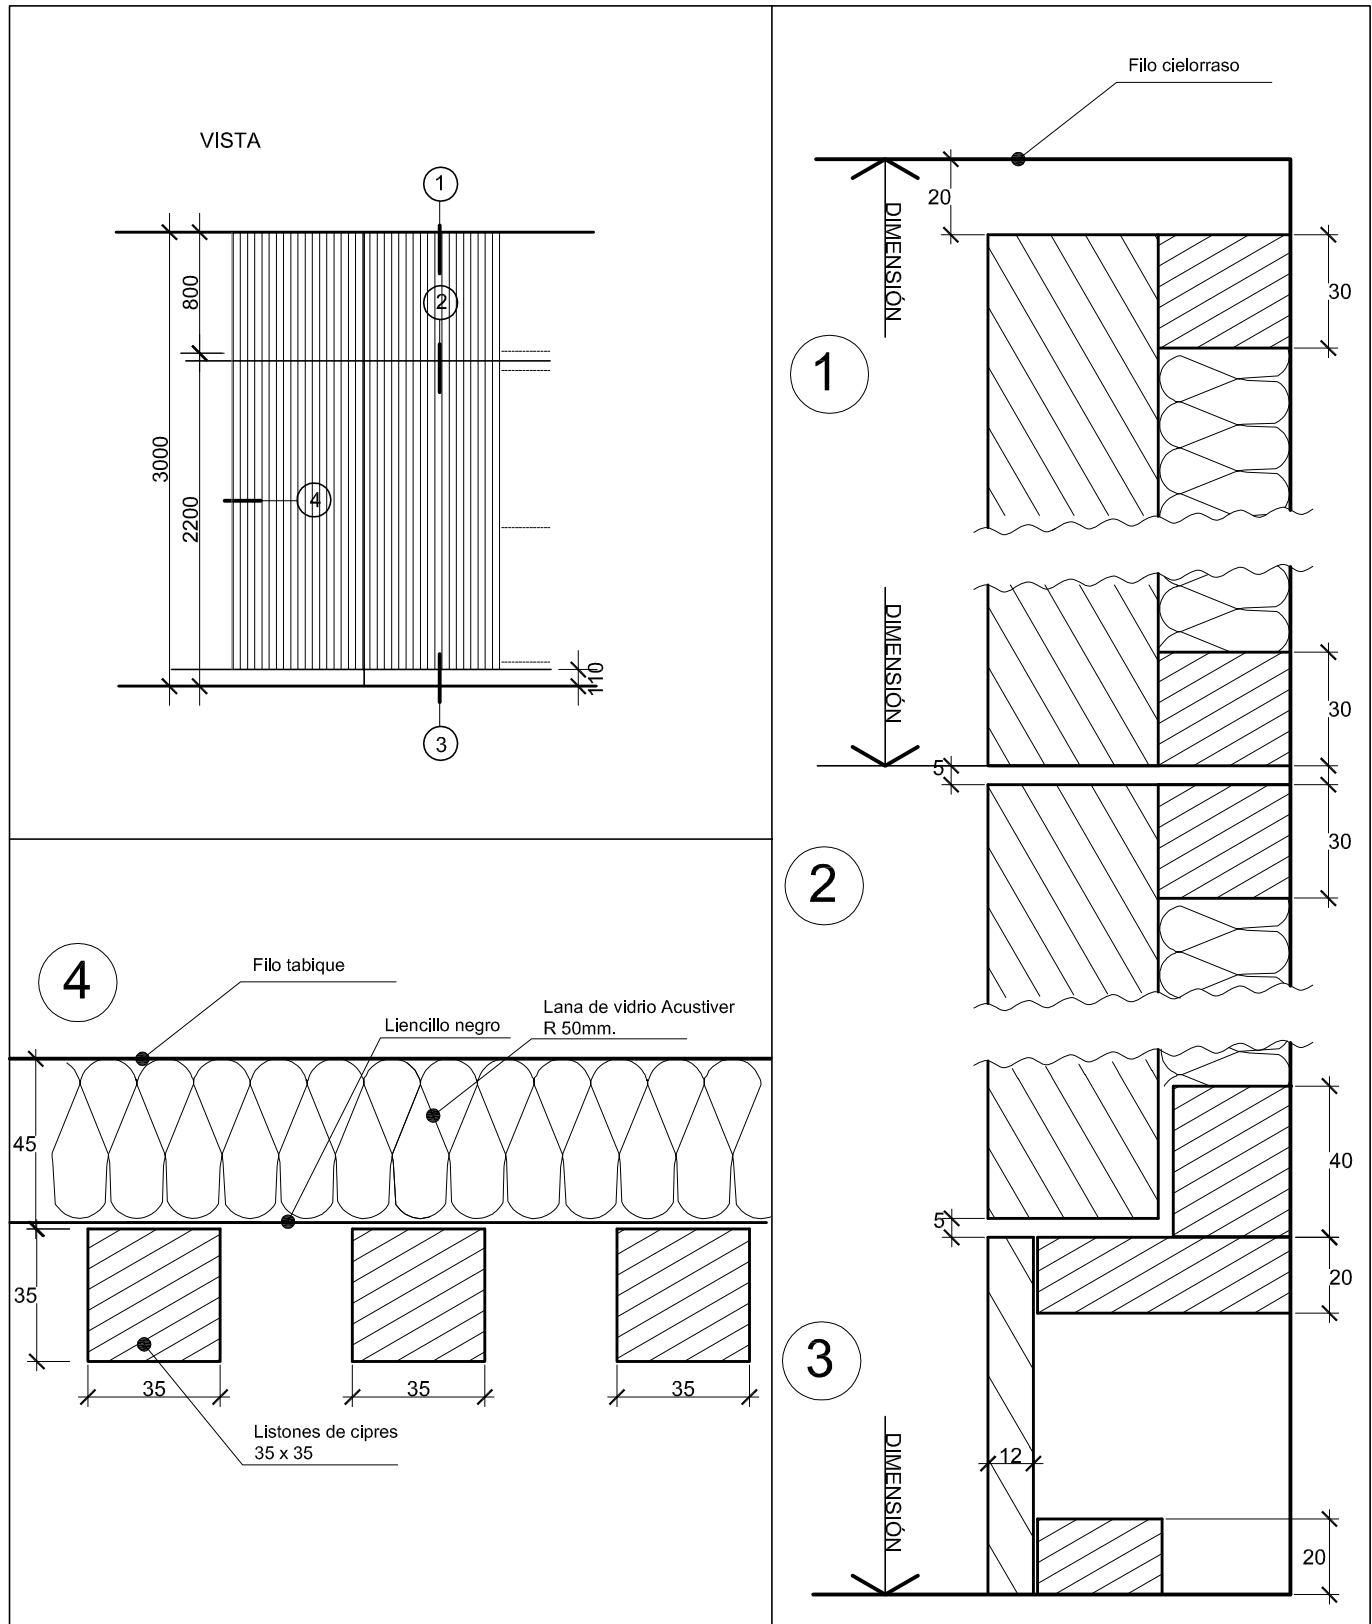 VISTA
1
2
800
3000
4
2200
110
3
Filo cielorraso
20
DIMENSIÓN
30
1
DIMENSIÓN
30
5
30
2
40
5
20
3
12
DIMENSIÓN
20
4
Filo tabique
Liencillo negro
Lana de vidrio Acustiver
R 50mm.
45
35
35
35
35
Listones de cipres
35 x 35